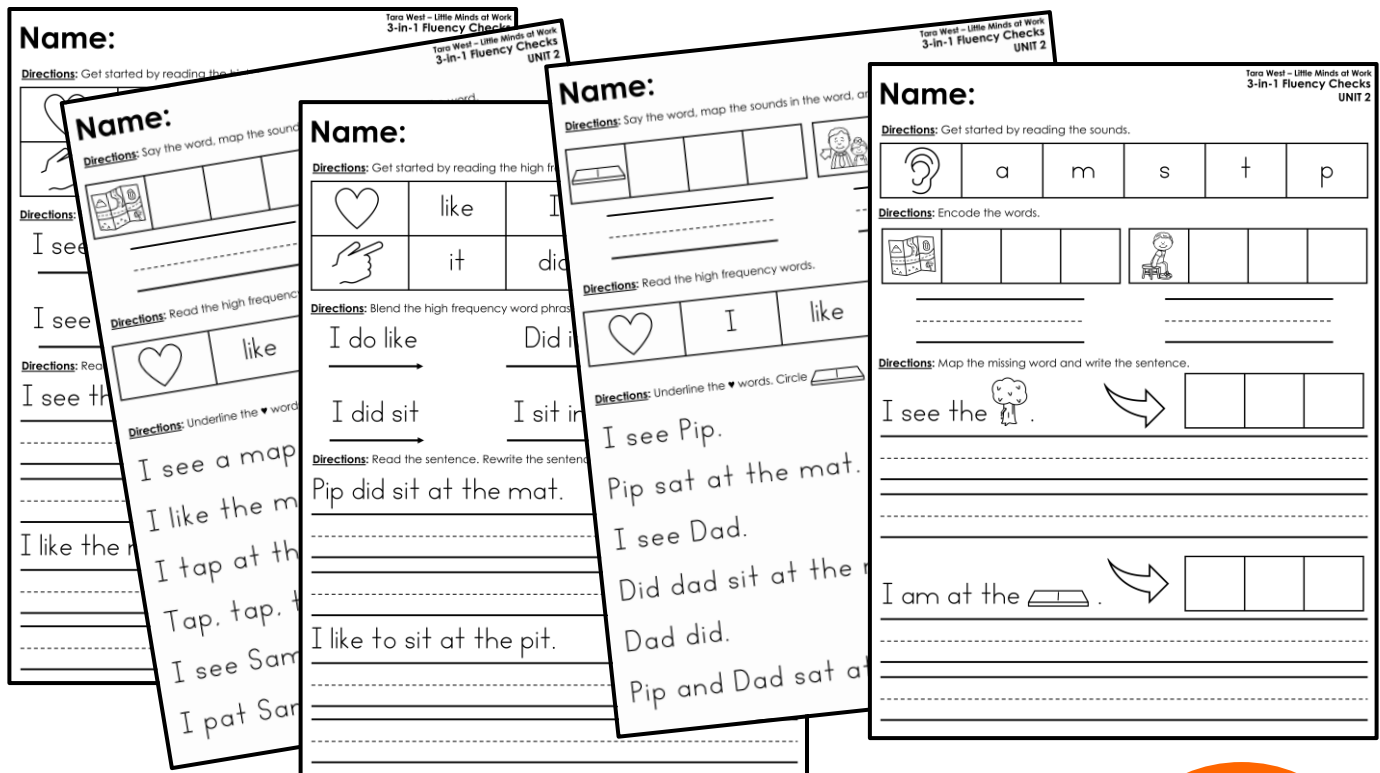 Tara West – Little Minds at Work
3-in-1 Fluency Checks
Name:
Directions: Get started by reading the
I see
I see
Directions:
I see
I like the
Tara West – Little Minds at Work
3-in-1 Fluency Checks
UNIT 2
Name:
Directions: Say the word, map the
word.
Directions: Read the high
like
Directions: Underline the ♥
I see a map
I like the
I tap at
Tap, tap,
I see Sam
I pat
Name:
Directions: Get started by reading the high
like I
it did
Directions: Blend the high frequency word
I do like Did
I did sit I sit in
Directions: Read the sentence. Rewrite the
Pip did sit at the mat.
I like to sit at the pit.
Tara West – Little Minds at Work
3-in-1 Fluency Checks
UNIT 2
Name:
Directions: Say the word, map the sounds in the word,
Directions: Read the high frequency words.
I like
Directions: Underline the ♥ words. Circle
I see Pip.
Pip sat at the mat.
I see Dad.
Did dad sit at the
Dad did.
Pip and Dad sat at
Tara West – Little Minds at Work
3-in-1 Fluency Checks
UNIT 2
Name:
Directions: Get started by reading the sounds.
a m s t p
Directions: Encode the words.
Directions: Map the missing word and write the sentence.
I see the .
I am at the .